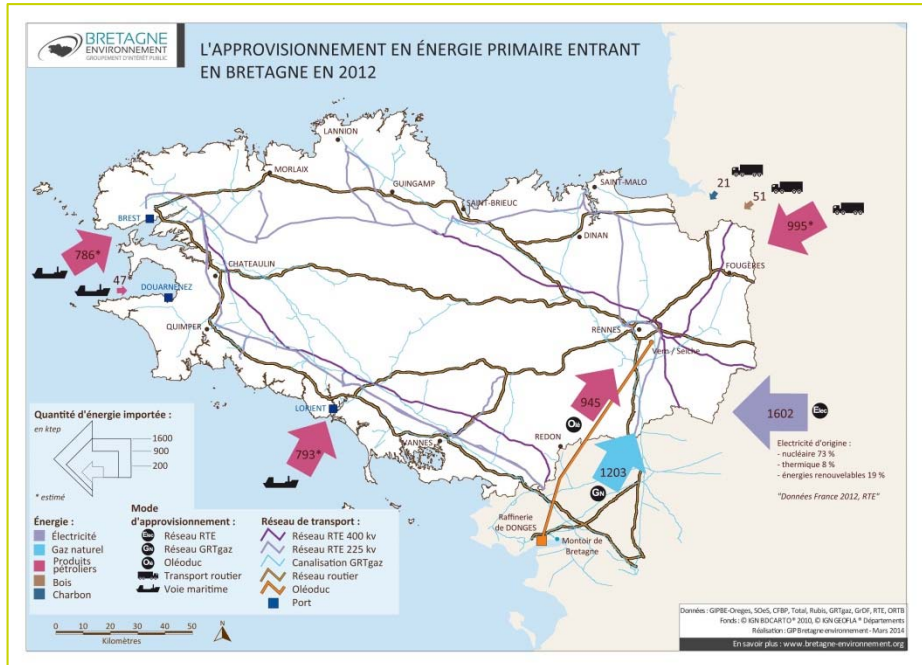 BRETAGNE
ENVIRONNEMENT
GROUPEMENT D'INTÉRÊT PUBLIC
L'APPROVISIONNEMENT EN ÉNERGIE PRIMAIRE ENTRANT
EN BRETAGNE EN 2012
LANNION
MORLAIX
GUINGAMP
SAINT-BRIEUC
SAINT-MALO
DINAN
21
51
995*
FOUGÈRES
BREST
786*
47*
DOUARNENEZ
CHATEAULIN
QUIMPER
RENNES
Vern / Seiche
LORIENT
793*
VANNES
REDON
945
Olé
1203
GN
1602
Elec
Electricité d'origine :
- nucléaire 73 %
- thermique 8 %
- énergies renouvelables 19 %
"Données France 2012, RTE"
Raffinerie
de DONGES
Montoir de
Bretagne
Quantité d'énergie importée :
en ktep
1600
900
200
* estimé
Énergie :
Électricité
Gaz naturel
Produits
pétroliers
Bois
Charbon
Mode
d'approvisionnement :
Elec Réseau RTE
GN Réseau GRTgaz
Olé Oléoduc
Transport routier
Voie maritime
Réseau de transport :
Réseau RTE 400 kv
Réseau RTE 225 kv
Canalisation GRTgaz
Réseau routier
Oléoduc
Port
0 10 20 30 40 50
Kilomètres
N
Données : GIPBE-Oreges, SOeS, CFBP, Total, Rubis, GRTgaz, GrDF, RTE, ORTB
Fonds : © IGN BDCARTO® 2010, © IGN GEOFLA® Départements
Réalisation : GIP Bretagne environnement - Mars 2014
En savoir plus : www.bretagne-environnement.org